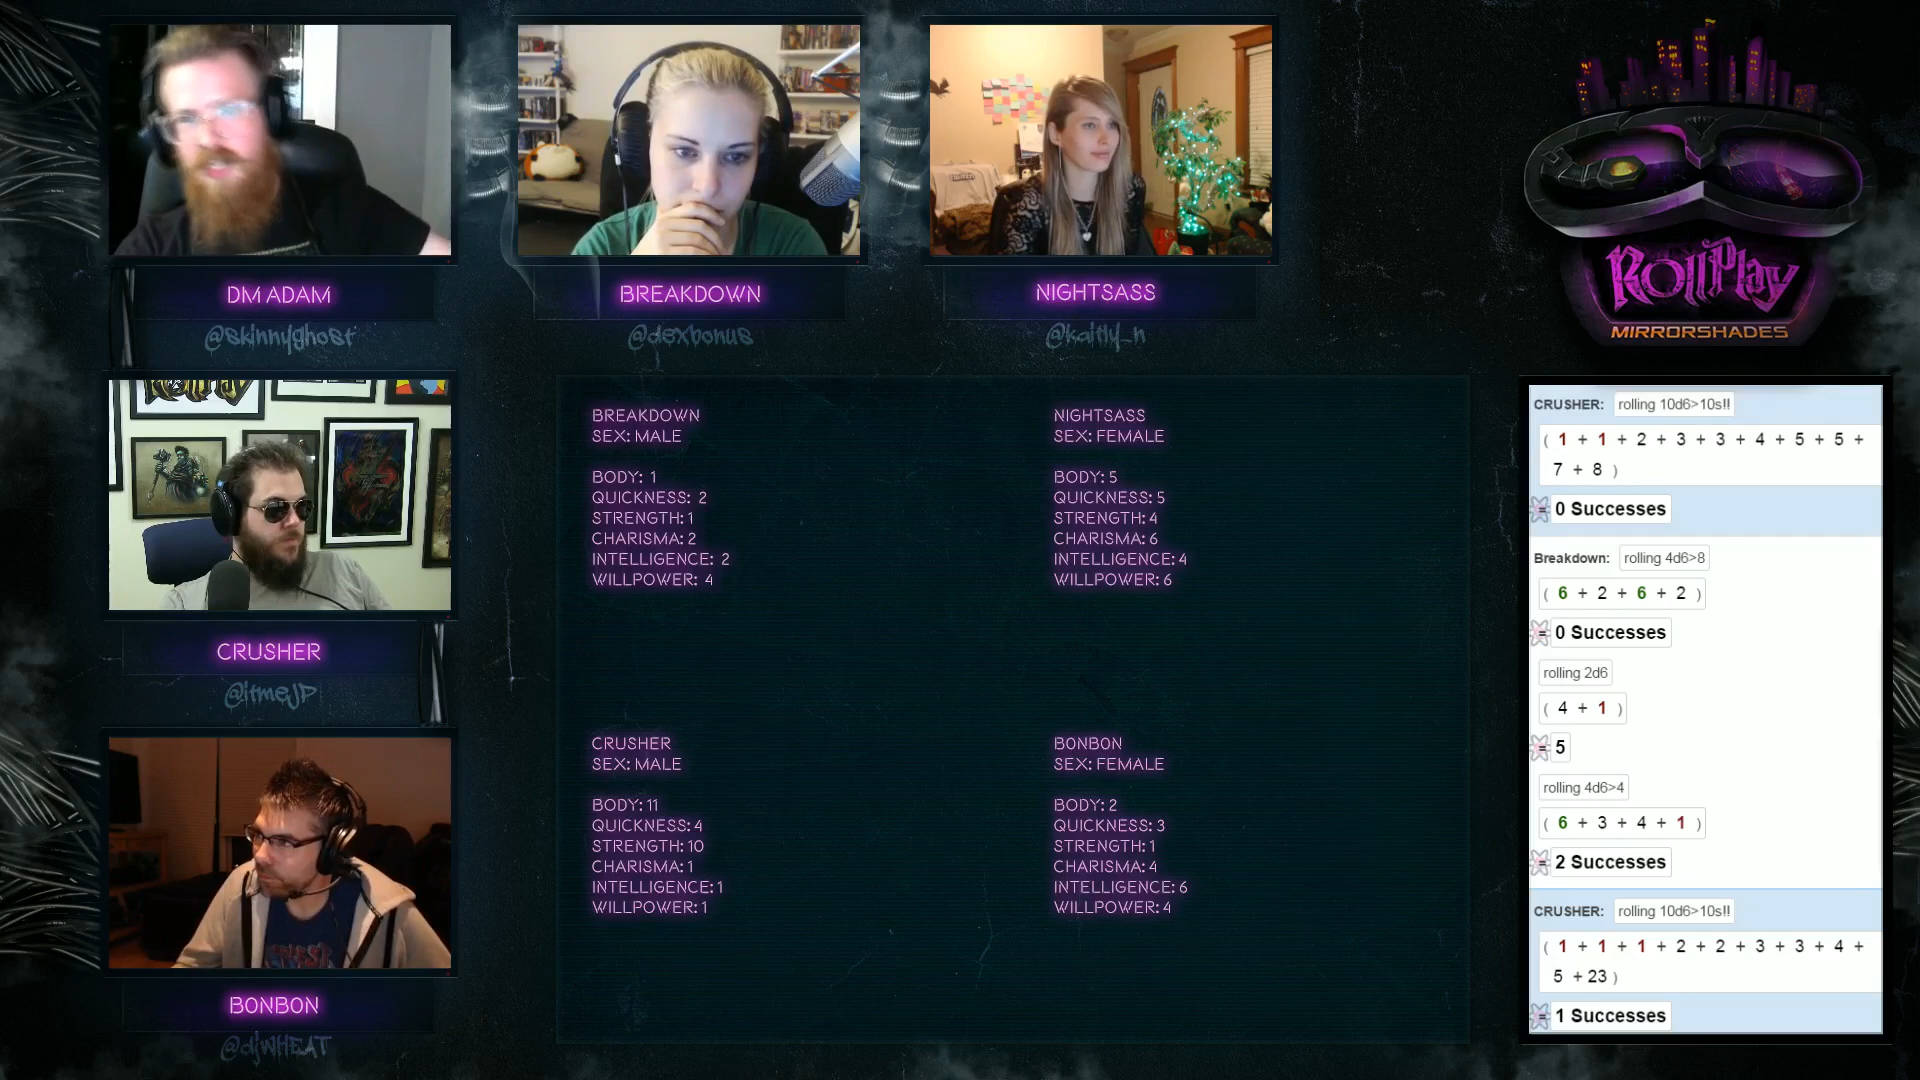 DM ADAM
@skinnyghost
BREAKDOWN
@dexbonus
NIGHTSASS
@kaitly_n
RollPlay
MIRRORSHADES
CRUSHER
@itmeJP
BONBON
@djWHEAT
BREAKDOWN
SEX: MALE
BODY: 1
QUICKNESS: 2
STRENGTH: 1
CHARISMA: 2
INTELLIGENCE: 2
WILLPOWER: 4
NIGHTSASS
SEX: FEMALE
BODY: 5
QUICKNESS: 5
STRENGTH: 4
CHARISMA: 6
INTELLIGENCE: 4
WILLPOWER: 6
CRUSHER
SEX: MALE
BODY: 11
QUICKNESS: 4
STRENGTH: 10
CHARISMA: 1
INTELLIGENCE: 1
WILLPOWER: 1
BONBON
SEX: FEMALE
BODY: 2
QUICKNESS: 3
STRENGTH: 1
CHARISMA: 4
INTELLIGENCE: 6
WILLPOWER: 4
CRUSHER: rolling 10d6>10s!!
( 1 + 1 + 2 + 3 + 3 + 4 + 5 + 5 +
7 + 8 )
= 0 Successes
Breakdown: rolling 4d6>8
( 6 + 2 + 6 + 2 )
= 0 Successes
rolling 2d6
( 4 + 1 )
= 5
rolling 4d6>4
( 6 + 3 + 4 + 1 )
= 2 Successes
CRUSHER: rolling 10d6>10s!!
( 1 + 1 + 1 + 2 + 2 + 3 + 3 + 4 +
5 + 23 )
= 1 Successes